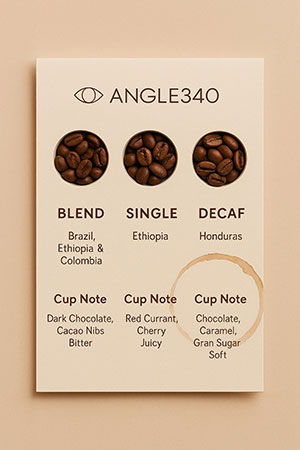 ANGLE340
BLEND
SINGLE
DECAF
Brazil,
Ethiopia &
Colombia
Ethiopia
Honduras
Cup Note
Cup Note
Cup Note
Dark Chocolate,
Cacao Nibs
Bitter
Red Currant,
Cherry
Juicy
Chocolate,
Caramel,
Gran Sugar
Soft